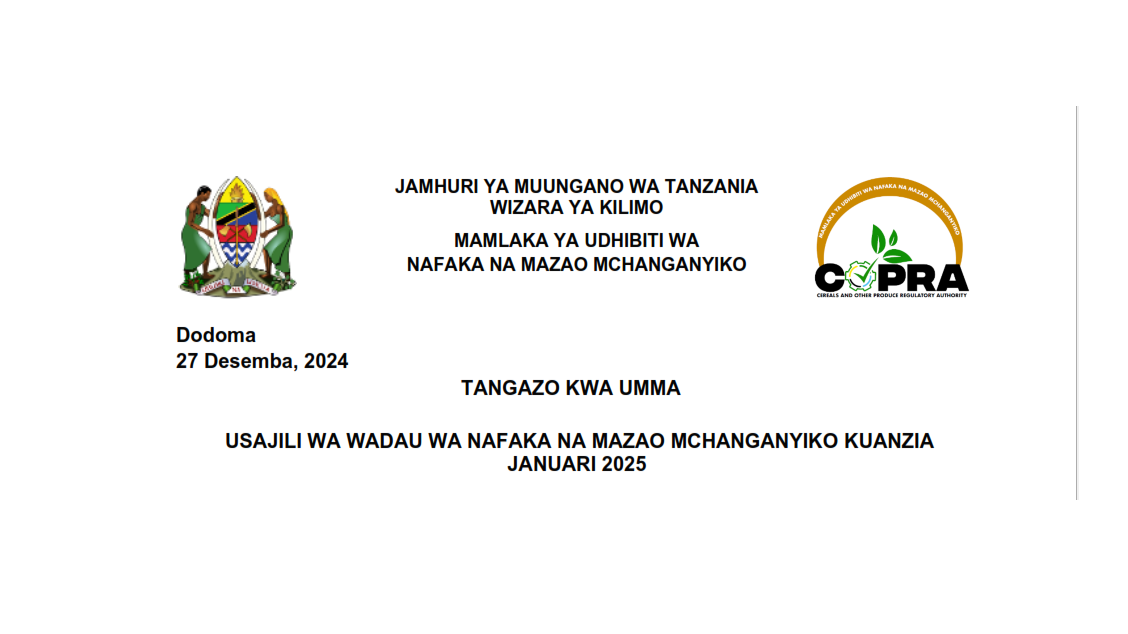 JAMHURI YA MUUNGANO WA TANZANIA
WIZARA YA KILIMO
MAMLAKA YA UDHIBITI WA
NAFAKA NA MAZAO MCHANGANYIKO
MAMLAKA YA UDHIBITI WA NAFAKA NA MAZAO MCHANGANYIKO
COPRA
CEREALS AND OTHER PRODUCE REGULATORY AUTHORITY
UHURU NA UMOJA
Dodoma
27 Desemba, 2024
TANGAZO KWA UMMA
USAJILI WA WADAU WA NAFAKA NA MAZAO MCHANGANYIKO KUANZIA
JANUARI 2025